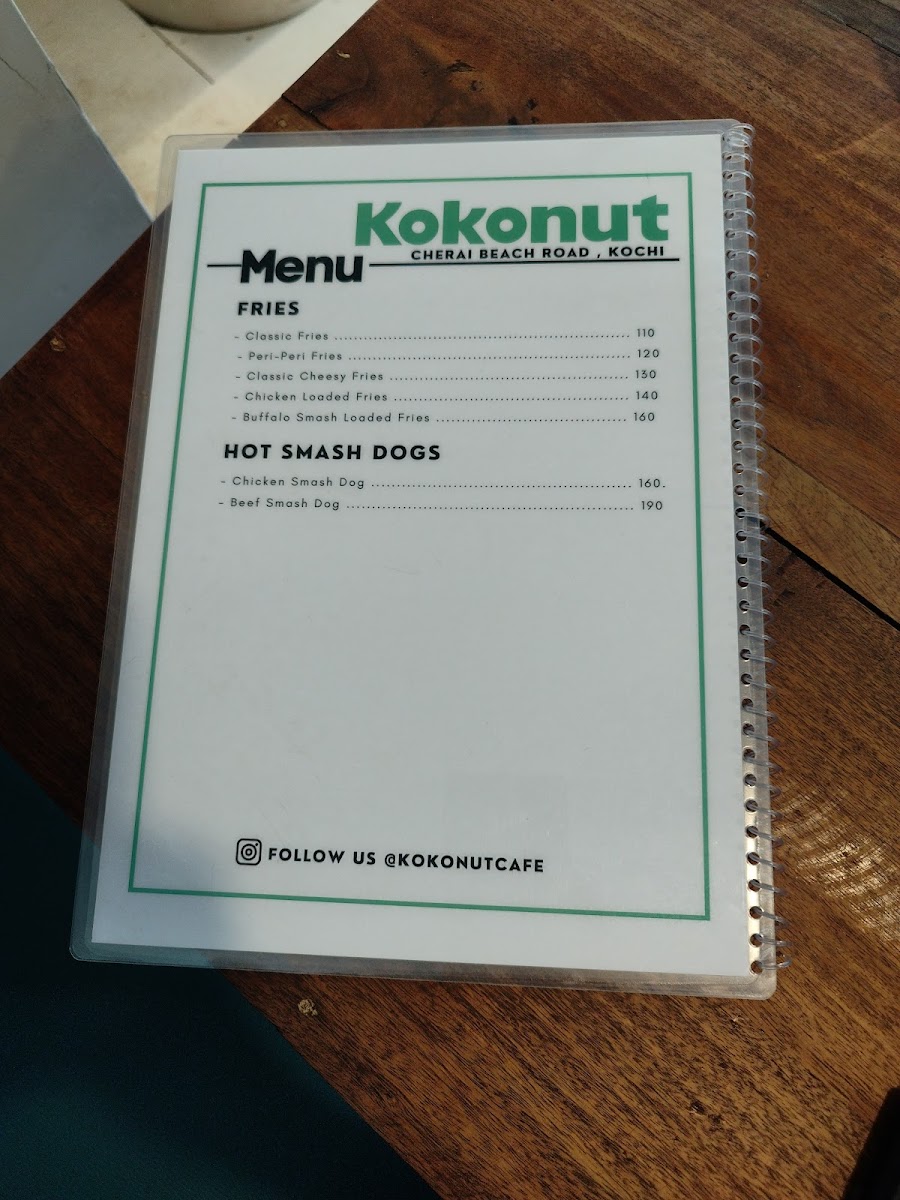 Kokonut
CHERAI BEACH ROAD , KOCHI
Menu
FRIES
- Classic Fries ............................................................ 110
- Peri-Peri Fries .......................................................... 120
- Classic Cheesy Fries .................................................. 130
- Chicken Loaded Fries ................................................. 140
- Buffalo Smash Loaded Fries ........................................ 160
HOT SMASH DOGS
- Chicken Smash Dog ...................................................... 160.
- Beef Smash Dog ............................................................ 190
FOLLOW US @KOKONUTCAFE